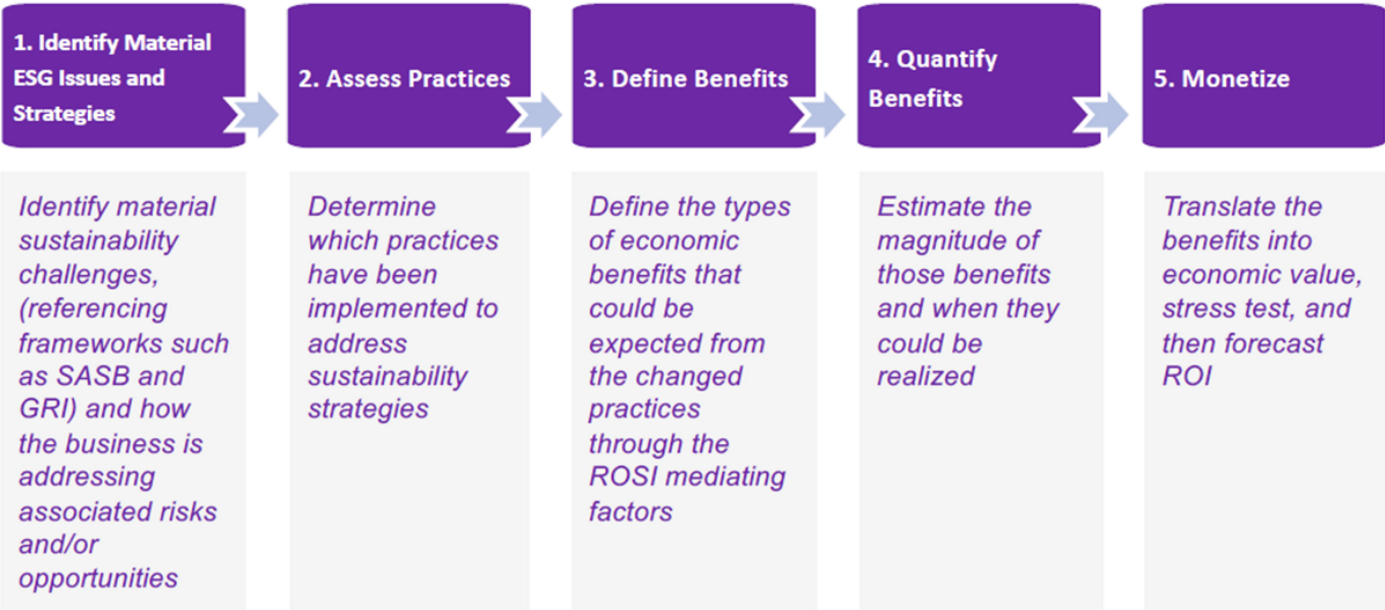 1. Identify Material
ESG Issues and
Strategies
2. Assess Practices
3. Define Benefits
4. Quantify
Benefits
5. Monetize
Identify material
sustainability
challenges,
(referencing
frameworks such
as SASB and
GRI) and how
the business is
addressing
associated risks
and/or
opportunities
Determine
which practices
have been
implemented to
address
sustainability
strategies
Define the types
of economic
benefits that
could be
expected from
the changed
practices
through the
ROSI mediating
factors
Estimate the
magnitude of
those benefits
and when they
could be
realized
Translate the
benefits into
economic value,
stress test, and
then forecast
ROI